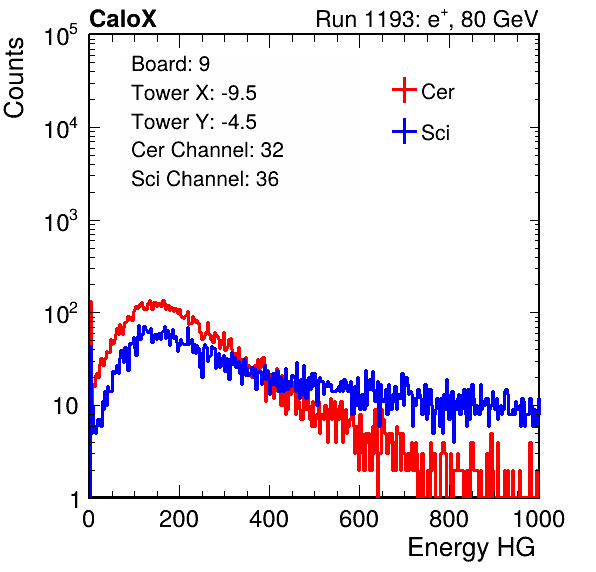 CaloX Run 1193: e⁺, 80 GeV
Counts
10⁵
10⁴
10³
10²
10
1
Board: 9
Tower X: -9.5
Tower Y: -4.5
Cer Channel: 32
Sci Channel: 36
Cer
Sci
0 200 400 600 800 1000
Energy HG